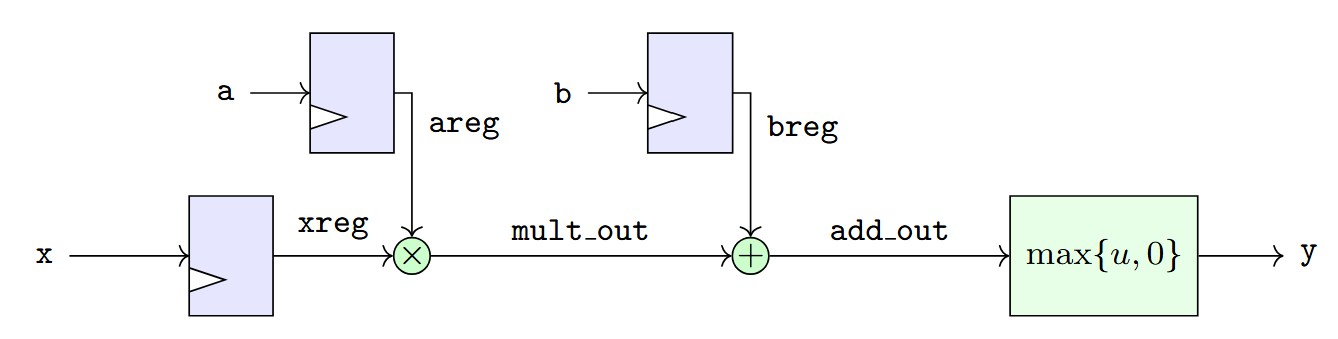 a
areg
b
breg
x
xreg
×
mult_out
+
add_out
max{u, 0}
y